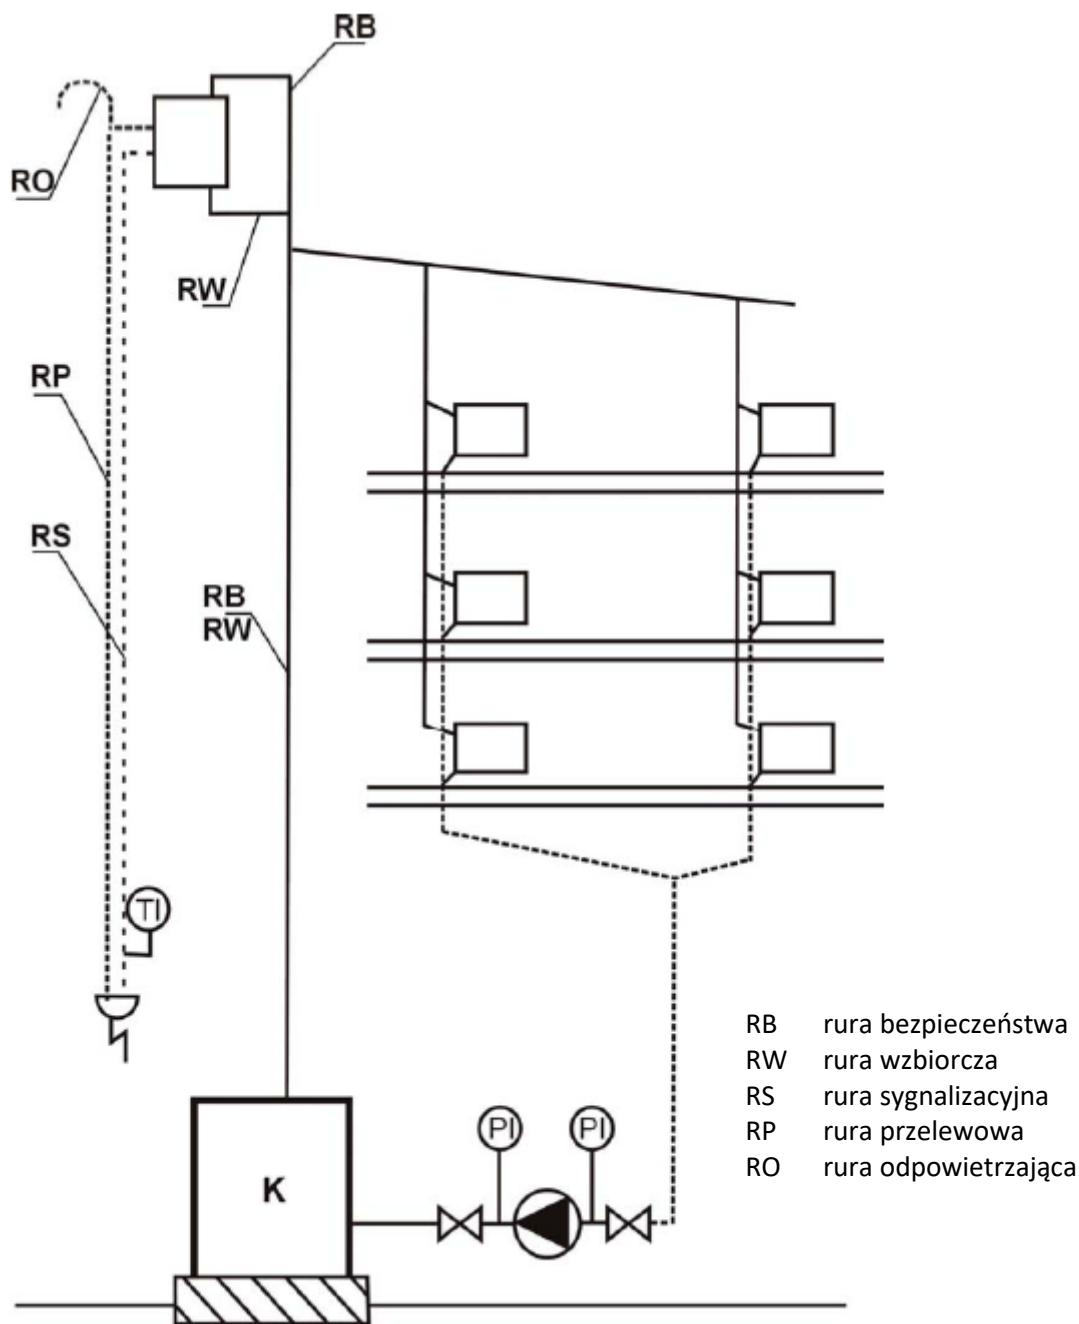 RB
RO
RW
RP
RS
RB
RW
TI
RB rura bezpieczeństwa
RW rura wzbiorcza
RS rura sygnalizacyjna
RP rura przelewowa
RO rura odpowietrzająca
PI PI
K